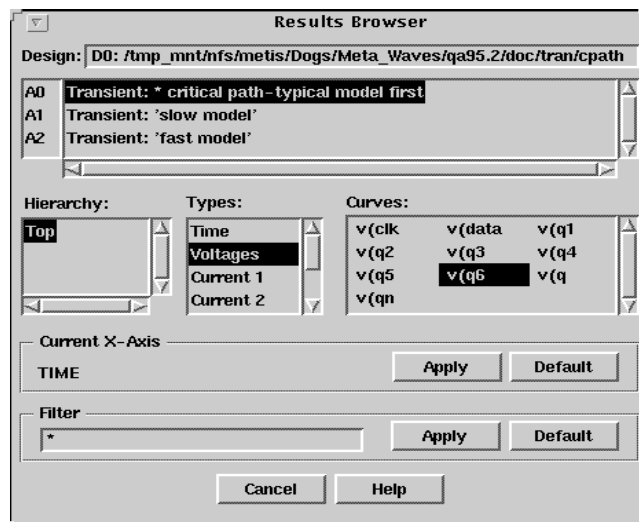 Results Browser
Design: D0: /tmp_mnt/nfs/metis/Dogs/Meta_Waves/qa95.2/doc/tran/cpath
A0 Transient: * critical path-typical model first
A1 Transient: 'slow model'
A2 Transient: 'fast model'
Hierarchy: Types: Curves:
Top Time v(clk v(data v(q1
Voltages v(q2 v(q3 v(q4
Current 1 v(q5 v(q6 v(q
Current 2 v(qn
Current X-Axis
TIME Apply Default
Filter
* Apply Default
Cancel Help